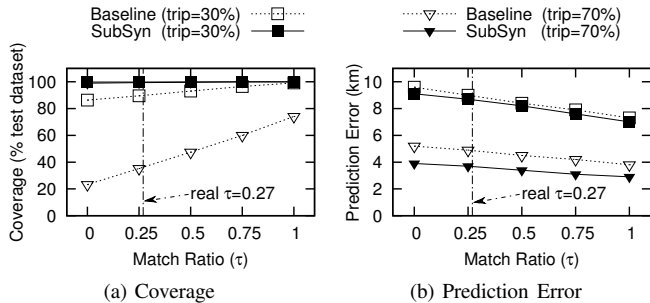 Baseline (trip=30%)
SubSyn (trip=30%)
Baseline (trip=70%)
SubSyn (trip=70%)
Coverage (% test dataset)
100
80
60
40
20
0
real τ=0.27
0 0.25 0.5 0.75 1
Match Ratio (τ)
(a) Coverage
Prediction Error (km)
10
8
6
4
2
0
real τ=0.27
0 0.25 0.5 0.75 1
Match Ratio (τ)
(b) Prediction Error